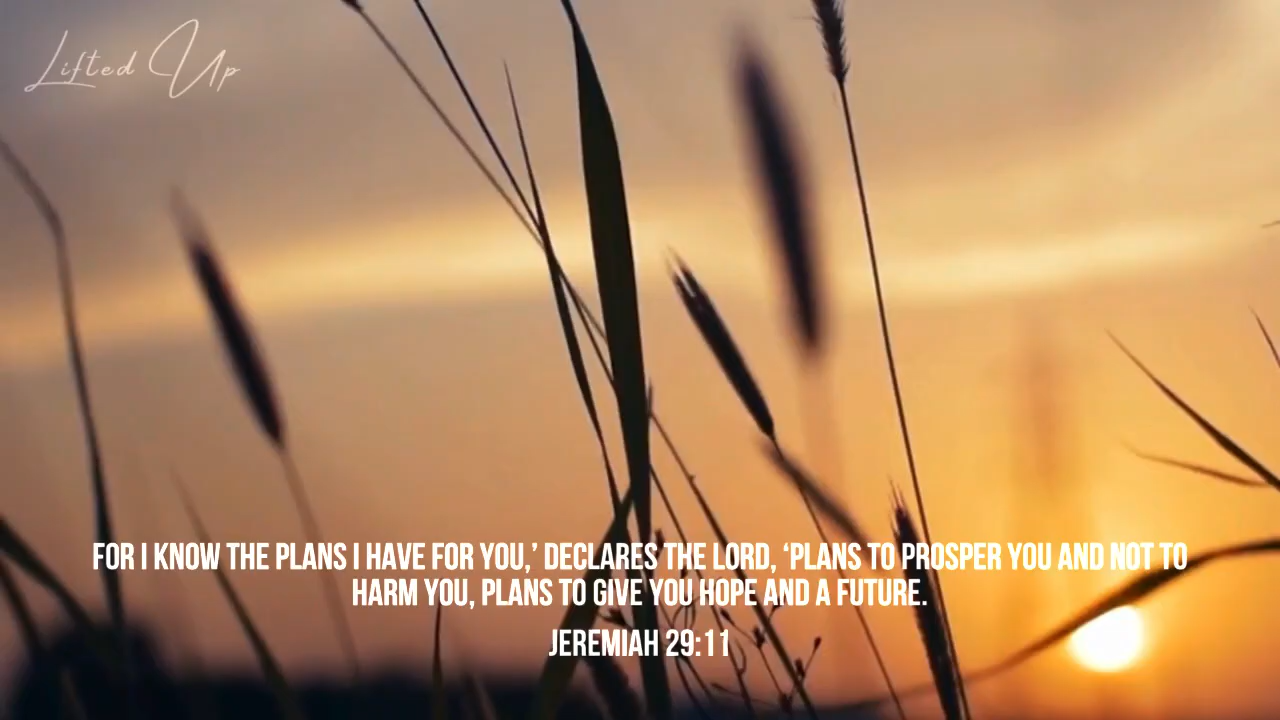 Lifted Up
FOR I KNOW THE PLANS I HAVE FOR YOU,’ DECLARES THE LORD, ‘PLANS TO PROSPER YOU AND NOT TO
HARM YOU, PLANS TO GIVE YOU HOPE AND A FUTURE.
JEREMIAH 29:11